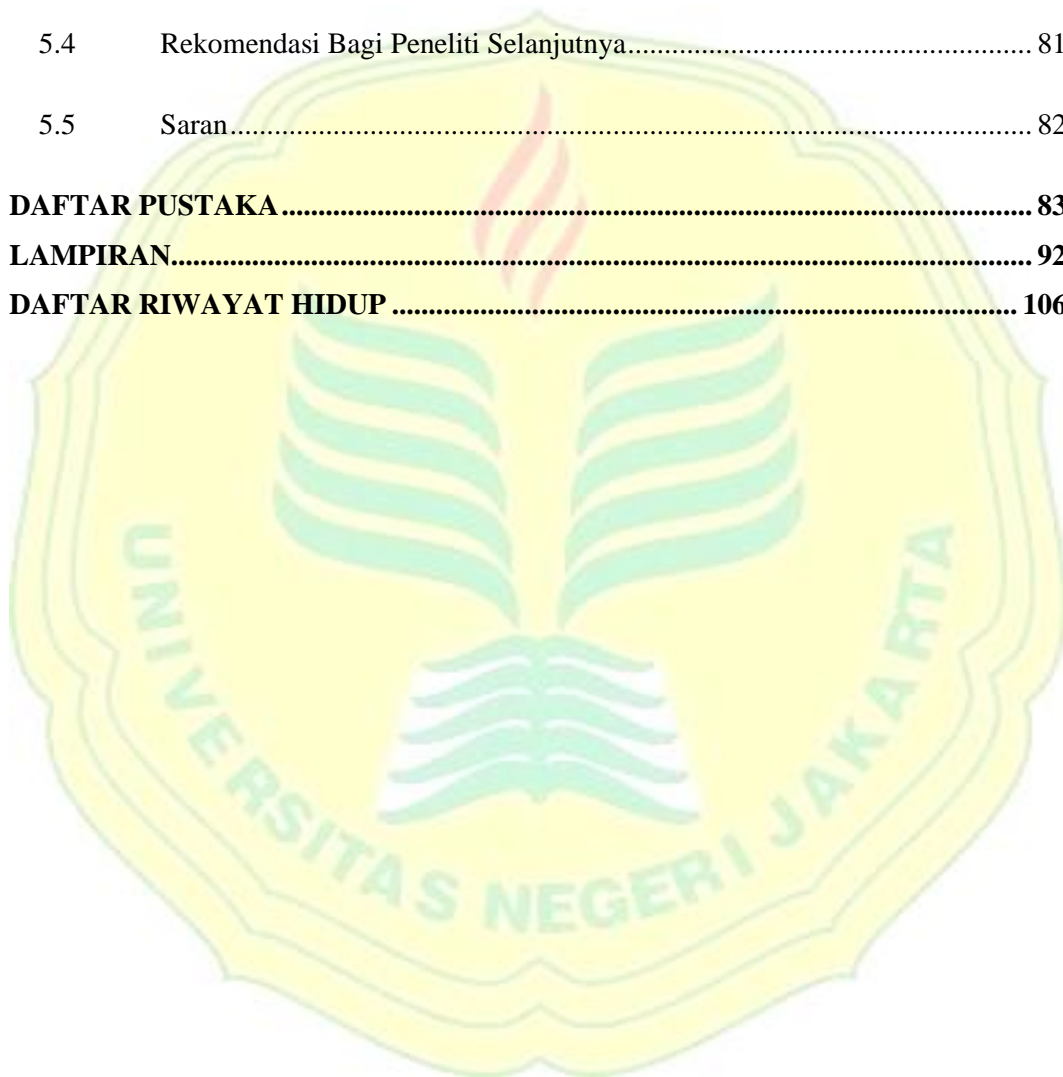 5.4 Rekomendasi Bagi Peneliti Selanjutnya.................................................................. 81
5.5 Saran.................................................................................................................... 82
DAFTAR PUSTAKA.............................................................................................. 83
LAMPIRAN............................................................................................................ 92
DAFTAR RIWAYAT HIDUP ................................................................................ 106
UNIVERSITAS NEGERI JAKARTA